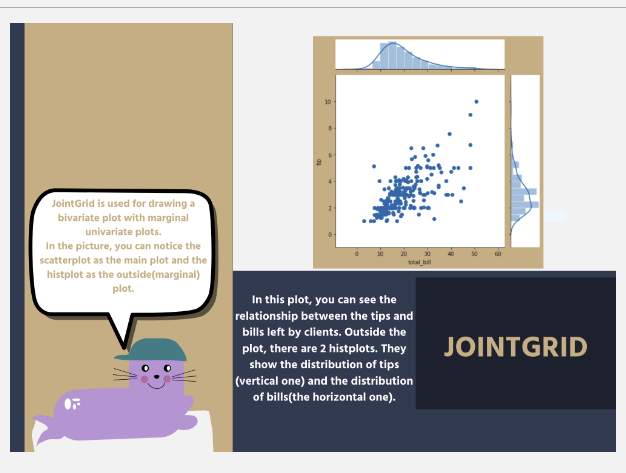 JointGrid is used for drawing a
bivariate plot with marginal
univariate plots.
In the picture, you can notice the
scatterplot as the main plot and the
histplot as the outside(marginal)
plot.
10
8
6
4
2
0
tip
0 10 20 30 40 50 60
total_bill
In this plot, you can see the
relationship between the tips and
bills left by clients. Outside the
plot, there are 2 histplots. They
show the distribution of tips
(vertical one) and the distribution
of bills(the horizontal one).
JOINTGRID